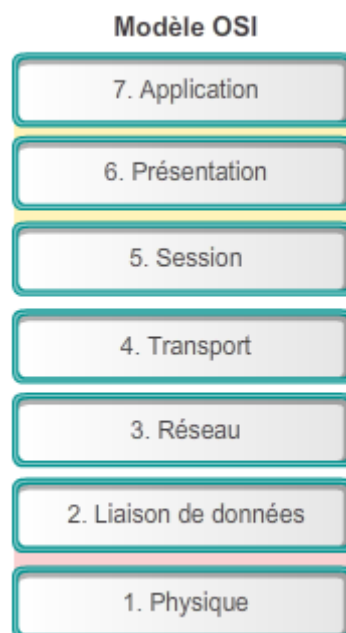 Modèle OSI
7. Application
6. Présentation
5. Session
4. Transport
3. Réseau
2. Liaison de données
1. Physique